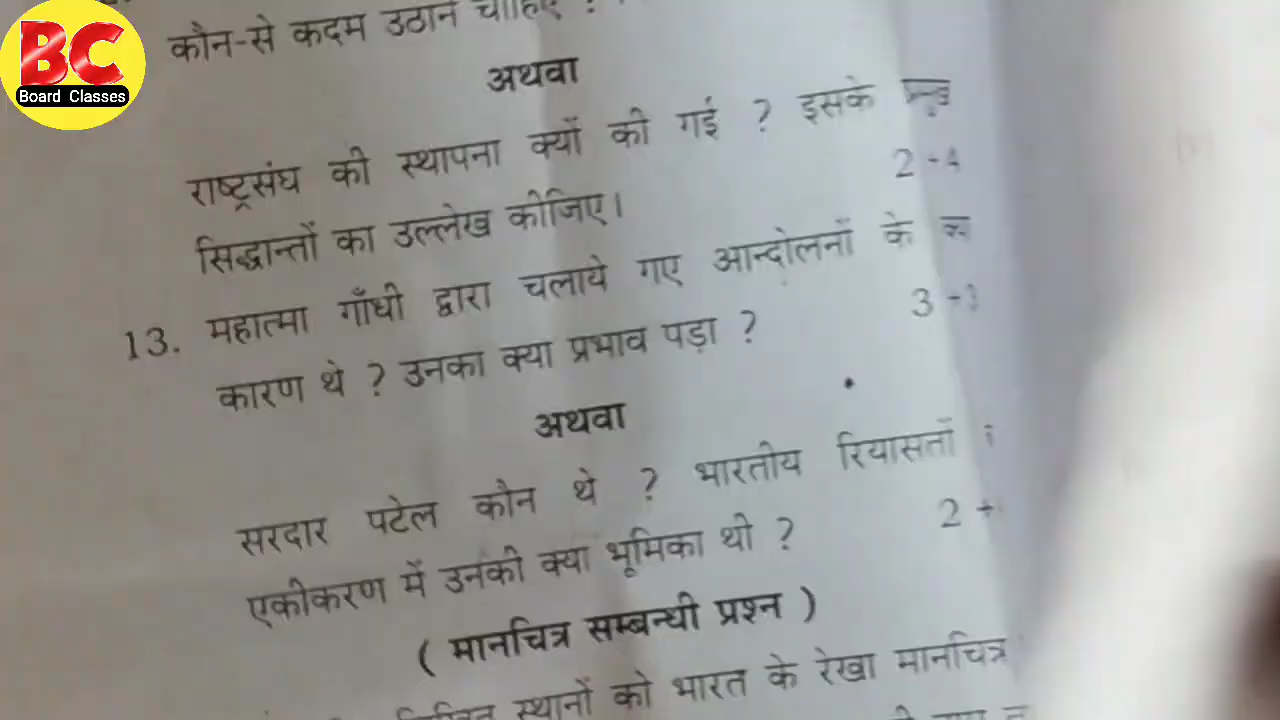 BC
Board Classes
कौन-से कदम उठाने चाहिए ?
अथवा
राष्ट्रसंघ की स्थापना क्यों की गई ? इसके
सिद्धान्तों का उल्लेख कीजिए। 2 + 4
13. महात्मा गाँधी द्वारा चलाये गए आन्दोलनों के
कारण थे ? उनका क्या प्रभाव पड़ा ? 3 +
अथवा
सरदार पटेल कौन थे ? भारतीय रियासतों
एकीकरण में उनकी क्या भूमिका थी ? 2 +
( मानचित्र सम्बन्धी प्रश्न )
स्थानों को भारत के रेखा मानचित्र